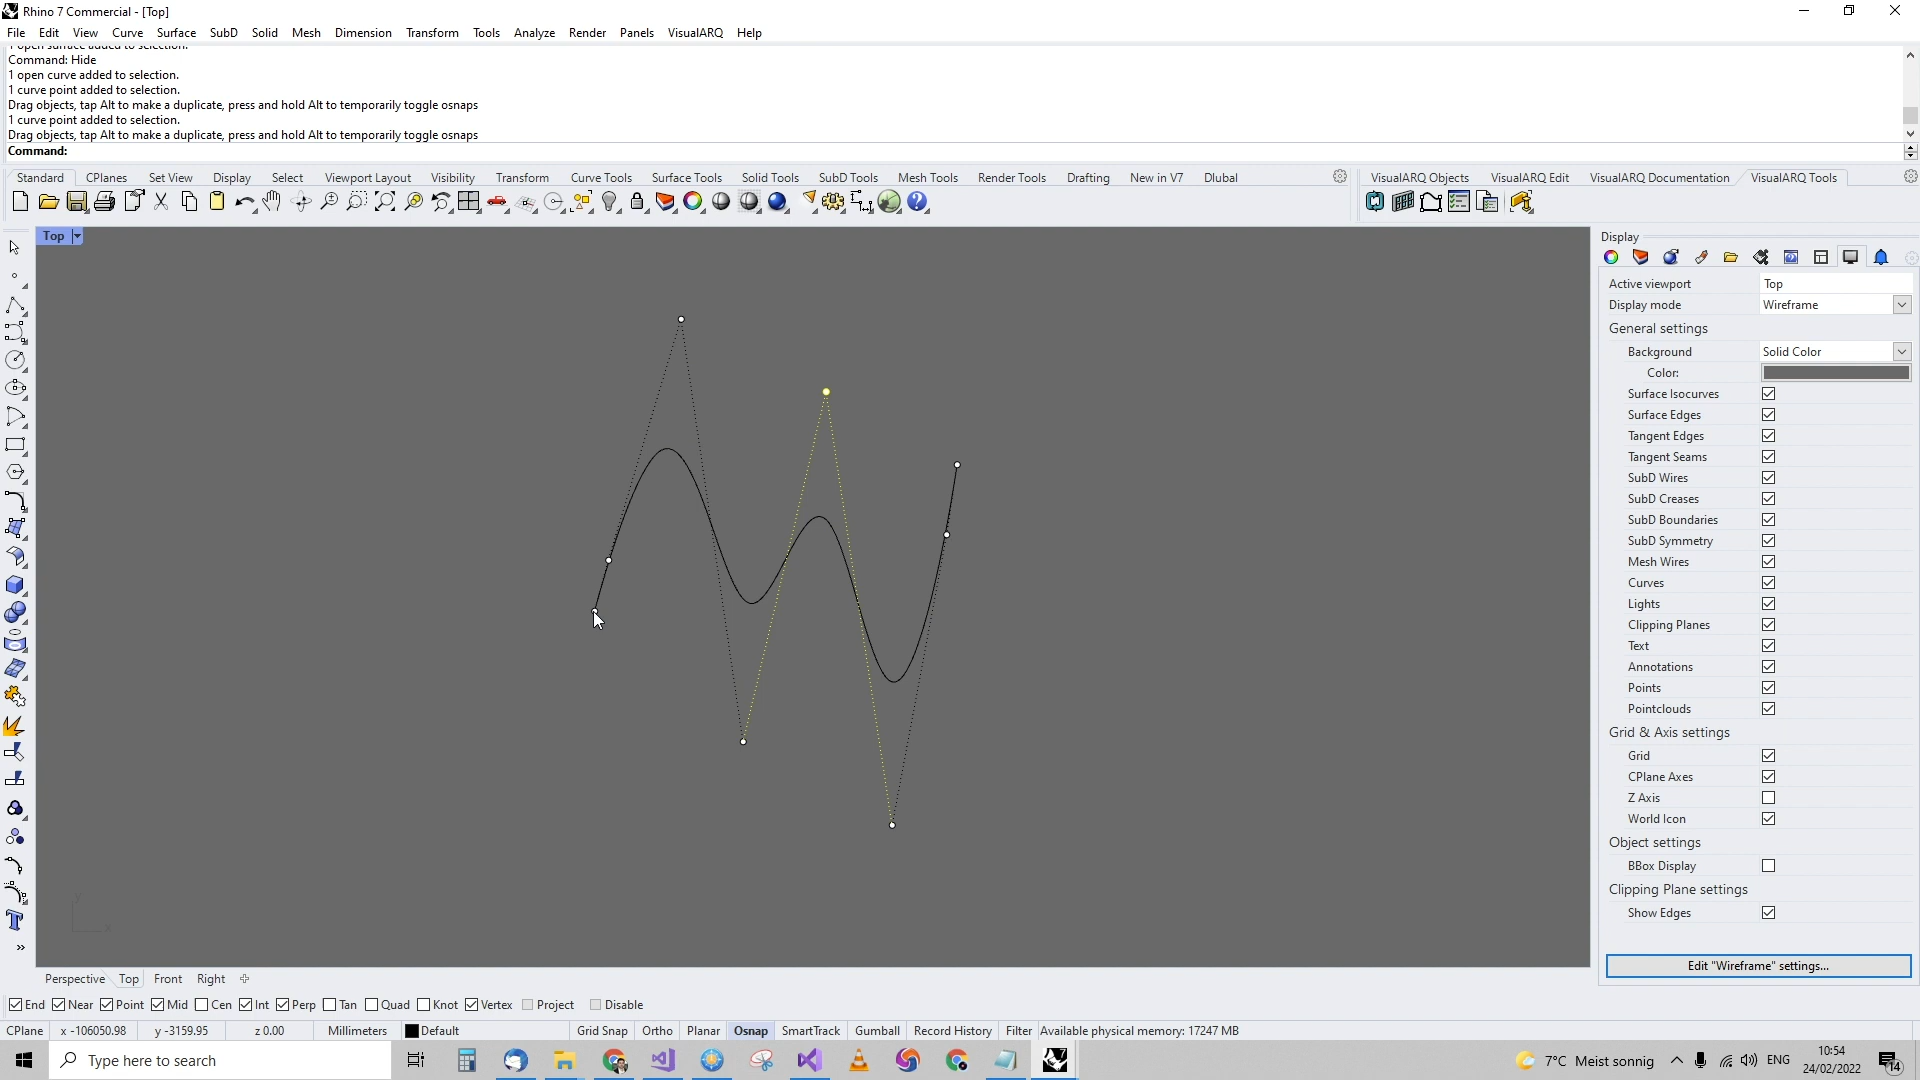 Rhino 7 Commercial - [Top]
File Edit View Curve Surface SubD Solid Mesh Dimension Transform Tools Analyze Render Panels VisualARQ Help
1 open surface added to selection.
Command: Hide
1 open curve added to selection.
1 curve point added to selection.
Drag objects, tap Alt to make a duplicate, press and hold Alt to temporarily toggle osnaps
1 curve point added to selection.
Drag objects, tap Alt to make a duplicate, press and hold Alt to temporarily toggle osnaps
Command:
Standard CPlanes Set View Display Select Viewport Layout Visibility Transform Curve Tools Surface Tools Solid Tools SubD Tools Mesh Tools Render Tools Drafting New in V7 Dlubal
VisualARQ Objects VisualARQ Edit VisualARQ Documentation VisualARQ Tools
Top
Display
Active viewport Top
Display mode Wireframe
General settings
Background Solid Color
Color:
Surface Isocurves
Surface Edges
Tangent Edges
Tangent Seams
SubD Wires
SubD Creases
SubD Boundaries
SubD Symmetry
Mesh Wires
Curves
Lights
Clipping Planes
Text
Annotations
Points
Pointclouds
Grid & Axis settings
Grid
CPlane Axes
Z Axis
World Icon
Object settings
BBox Display
Clipping Plane settings
Show Edges
Edit "Wireframe" settings...
y
x
Perspective Top Front Right
End Near Point Mid Cen Int Perp Tan Quad Knot Vertex Project Disable
CPlane x -106050.98 y -3159.95 z 0.00 Millimeters Default Grid Snap Ortho Planar Osnap SmartTrack Gumball Record History Filter Available physical memory: 17247 MB
Type here to search
7°C Meist sonnig ENG
10:54
24/02/2022
14